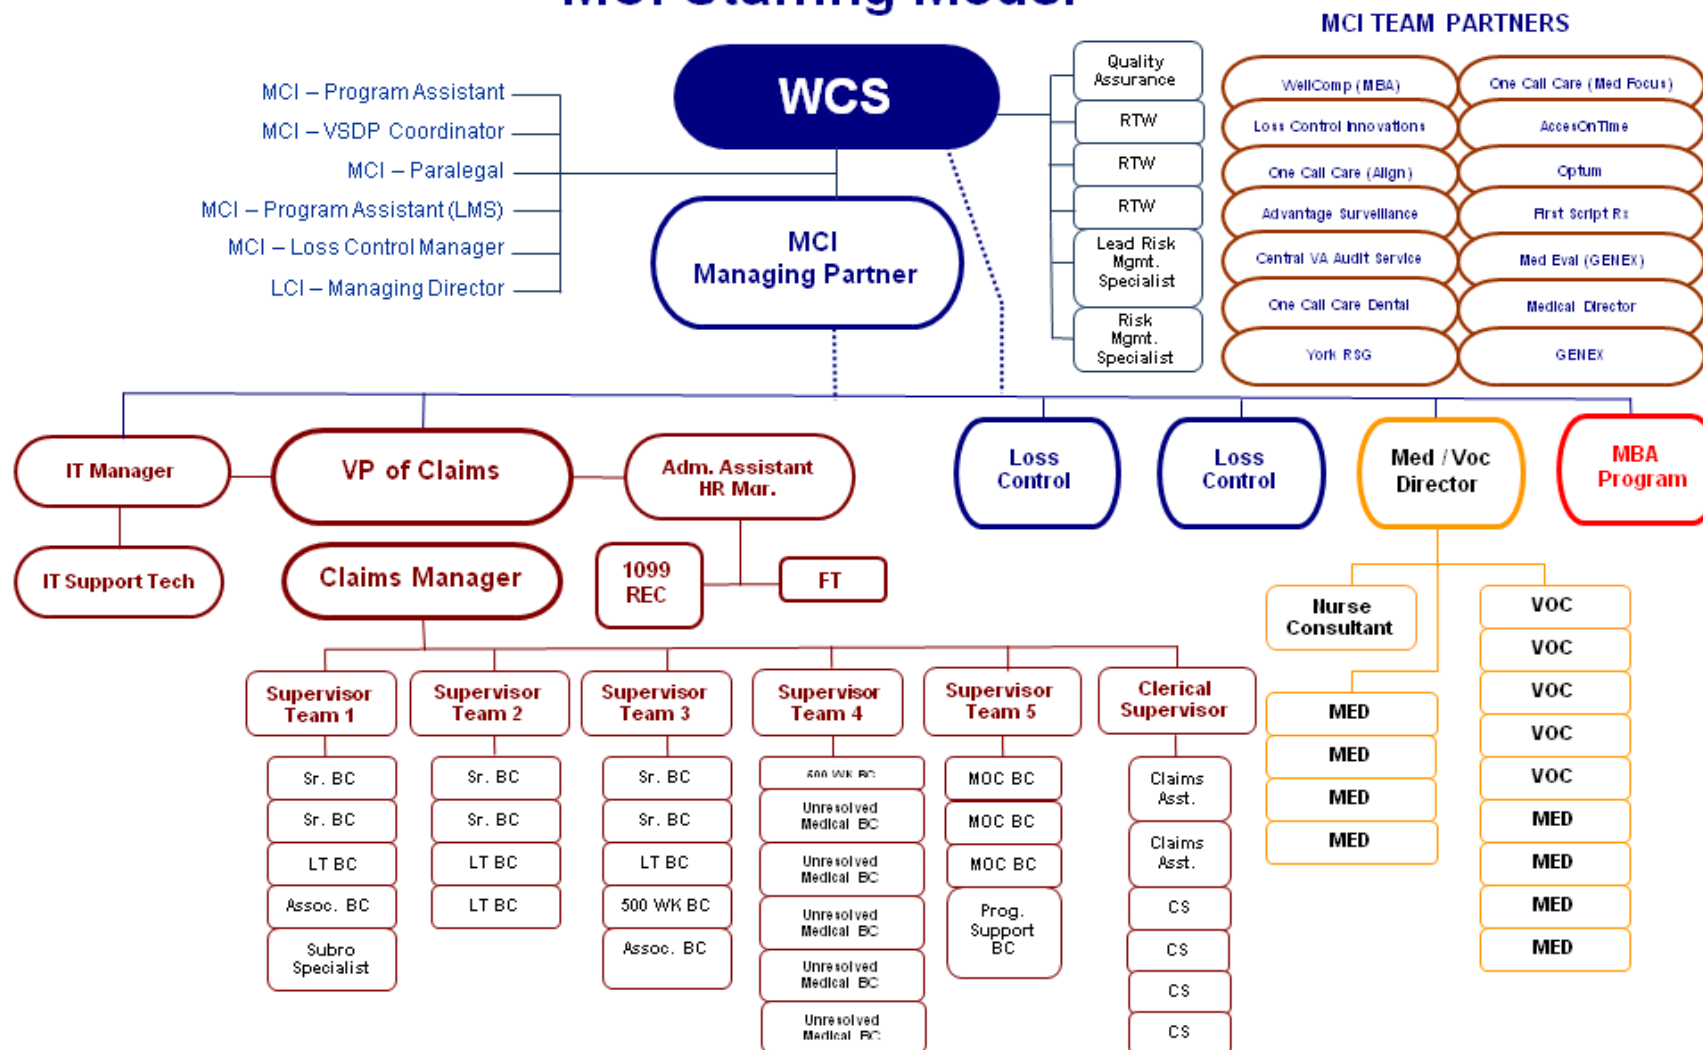 MCI Staffing Model
MCI TEAM PARTNERS
WCS
MCI – Program Assistant
MCI – VSDP Coordinator
MCI – Paralegal
MCI – Program Assistant (LMS)
MCI – Loss Control Manager
LCI – Managing Director
MCI
Managing Partner
Quality
Assurance
RTW
RTW
RTW
Lead Risk
Mgmt.
Specialist
Risk
Mgmt.
Specialist
WellComp (MBA)
One Call Care (Med Focus)
Loss Control Innovations
AccesOnTime
One Call Care (Align)
Optum
Advantage Surveillance
First Script Rx
Central VA Audit Service
Med Eval (GENEX)
One Call Care Dental
Medical Director
York RSG
GENEX
IT Manager
VP of Claims
Adm. Assistant
HR Mgr.
Loss
Control
Loss
Control
Med / Voc
Director
MBA
Program
IT Support Tech
Claims Manager
1099
REC
FT
Nurse
Consultant
VOC
VOC
VOC
VOC
VOC
MED
MED
MED
MED
MED
MED
MED
MED
Supervisor
Team 1
Sr. BC
Sr. BC
LT BC
Assoc. BC
Subro
Specialist
Supervisor
Team 2
Sr. BC
Sr. BC
LT BC
LT BC
Supervisor
Team 3
Sr. BC
Sr. BC
LT BC
500 WK BC
Assoc. BC
Supervisor
Team 4
500 WK BC
Unresolved
Medical BC
Unresolved
Medical BC
Unresolved
Medical BC
Unresolved
Medical BC
Unresolved
Medical BC
Supervisor
Team 5
MOC BC
MOC BC
MOC BC
Prog.
Support
BC
Clerical
Supervisor
Claims
Asst.
Claims
Asst.
CS
CS
CS
CS